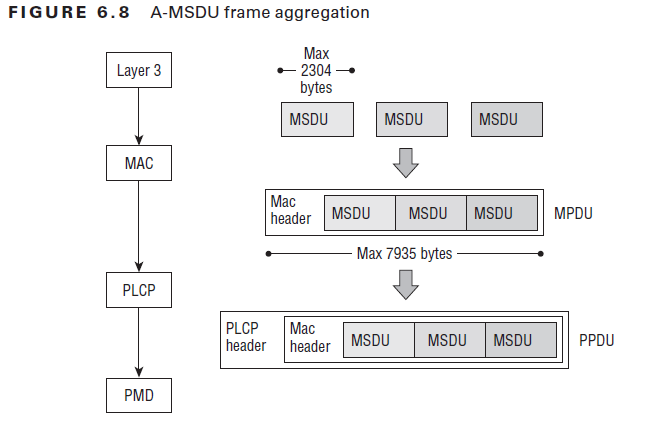 FIGURE 6.8 A-MSDU frame aggregation
Layer 3
MAC
PLCP
PMD
Max
2304
bytes
MSDU MSDU MSDU
Mac
header
MSDU MSDU MSDU
MPDU
Max 7935 bytes
PLCP
header
Mac
header
MSDU MSDU MSDU
PPDU